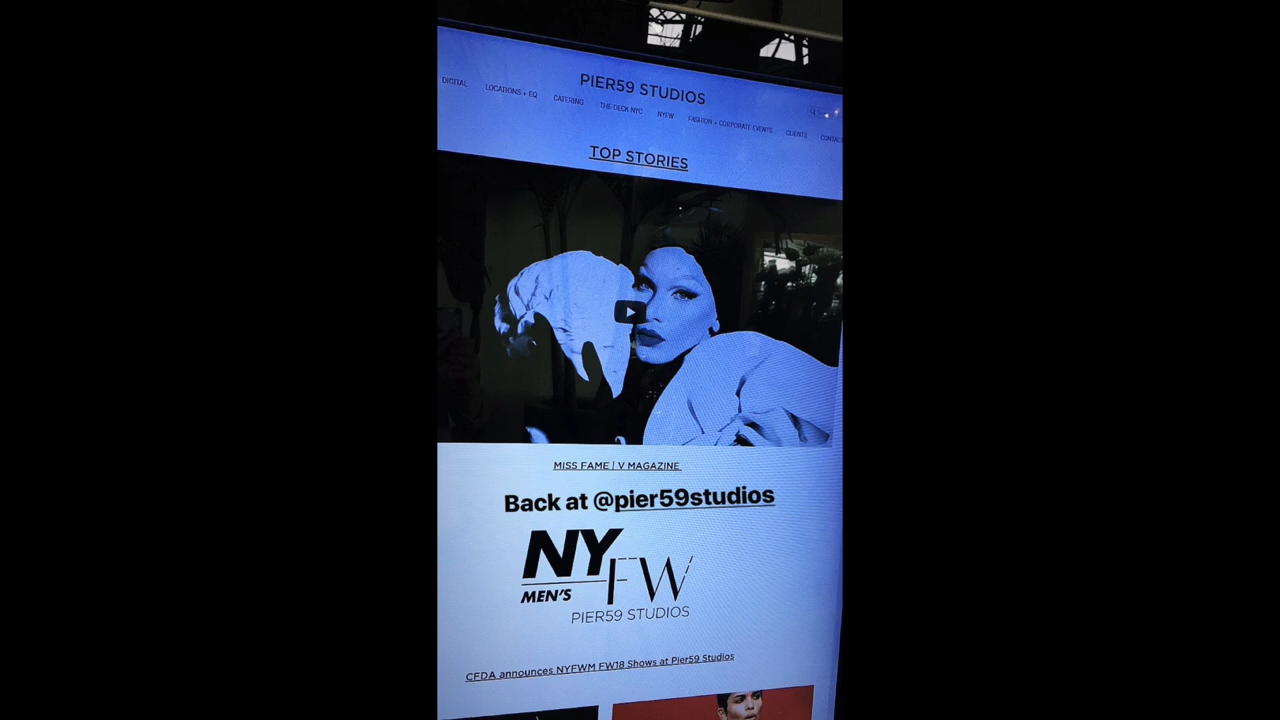 PIER59 STUDIOS
DIGITAL LOCATIONS + EQ CATERING THE DECK NYC NYFW FASHION + CORPORATE EVENTS CLIENTS CONTACT
TOP STORIES
MISS FAME | V MAGAZINE
Back at @pier59studios
NY
FW
MEN'S
PIER59 STUDIOS
CFDA announces NYFWM FW18 Shows at Pier59 Studios